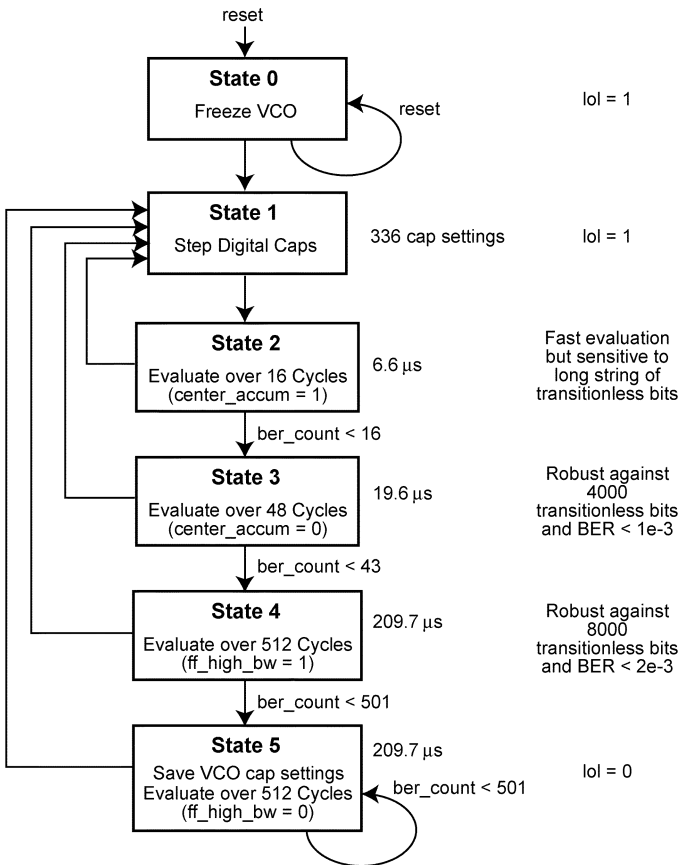 reset
State 0
Freeze VCO
reset
lol = 1
State 1
Step Digital Caps
336 cap settings
lol = 1
State 2
Evaluate over 16 Cycles
(center_accum = 1)
6.6 µs
Fast evaluation
but sensitive to
long string of
transitionless bits
ber_count < 16
State 3
Evaluate over 48 Cycles
(center_accum = 0)
19.6 µs
Robust against
4000
transitionless bits
and BER < 1e-3
ber_count < 43
State 4
Evaluate over 512 Cycles
(ff_high_bw = 1)
209.7 µs
Robust against
8000
transitionless bits
and BER < 2e-3
ber_count < 501
State 5
Save VCO cap settings
Evaluate over 512 Cycles
(ff_high_bw = 0)
209.7 µs
ber_count < 501
lol = 0